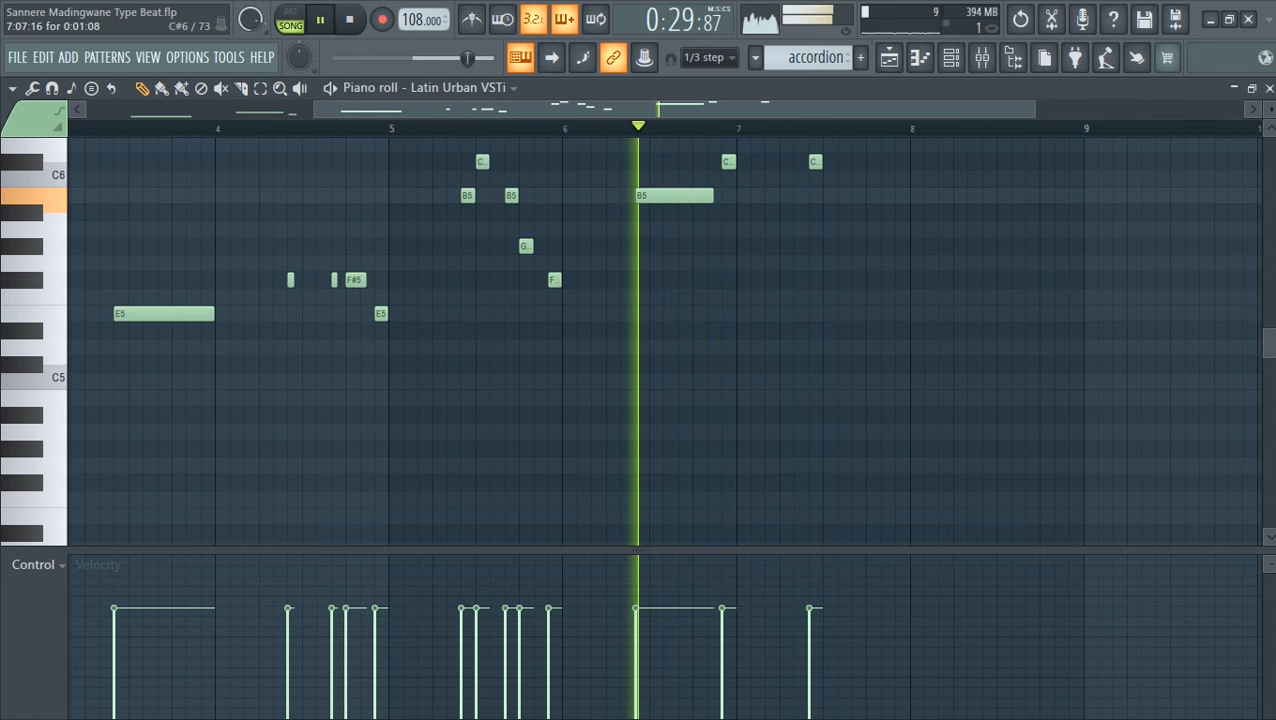 Sannere Madingwane Type Beat.flp
7:07:16 for 0:01:08 C#6 / 73
PAT
SONG
108.000
3.2.
0:29:87
M:S:CS
9
394 MB
1
FILE EDIT ADD PATTERNS VIEW OPTIONS TOOLS HELP
1/3 step
accordion
Piano roll - Latin Urban VSTi
4 5 6 7 8 9
C6
C..
C..
C..
B5
B5
B5
G..
F#5
F..
E5
E5
C5
Control
Velocity